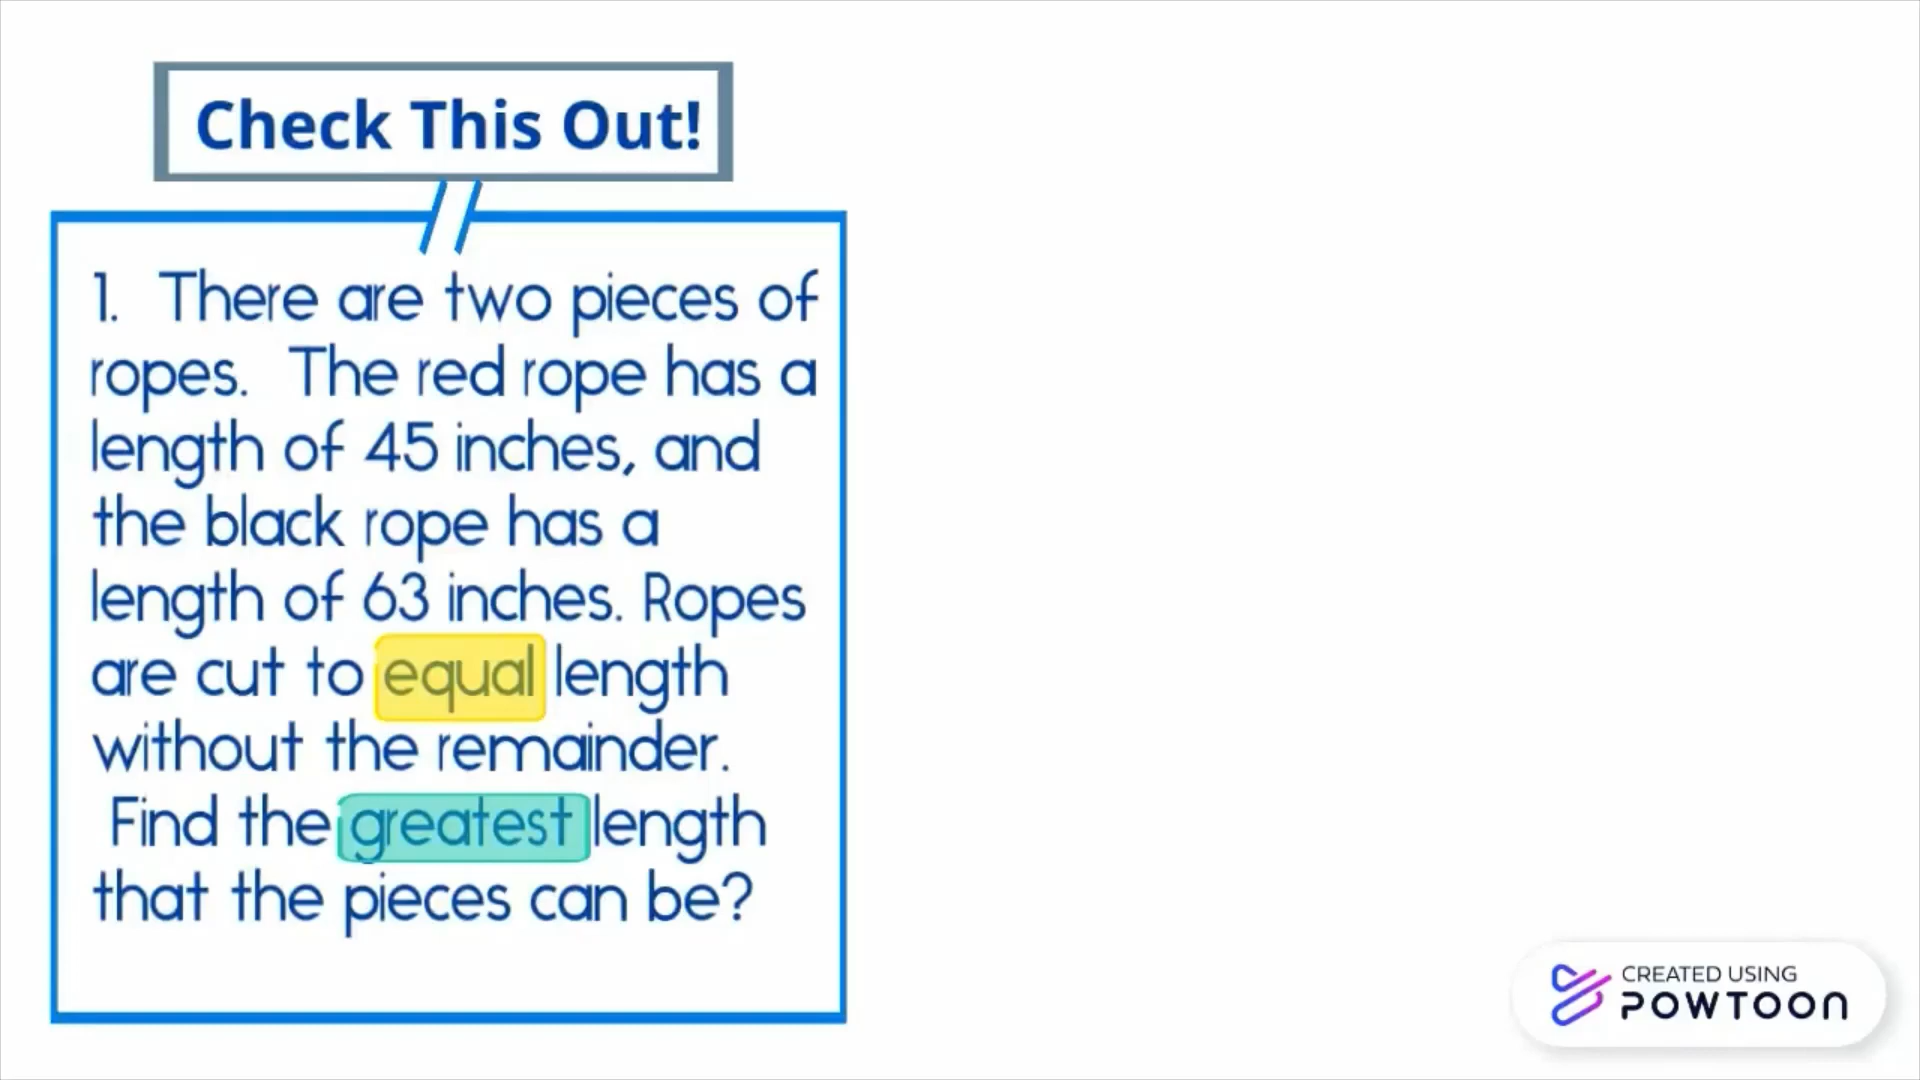 Check This Out!
1. There are two pieces of
ropes. The red rope has a
length of 45 inches, and
the black rope has a
length of 63 inches. Ropes
are cut to equal length
without the remainder.
Find the greatest length
that the pieces can be?
CREATED USING
POWTOON